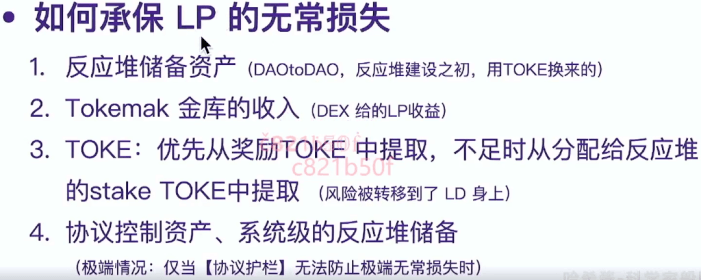 • 如何承保 LP 的无常损失
1. 反应堆储备资产（DAOtoDAO，反应堆建设之初，用TOKE换来的）
2. Tokemak 金库的收入（DEX 给的LP收益）
3. TOKE：优先从奖励TOKE 中提取，不足时从分配给反应堆
的stake TOKE中提取 （风险被转移到了 LD 身上）
c821b50f
4. 协议控制资产、系统级的反应堆储备
（极端情况：仅当【协议护栏】无法防止极端无常损失时）